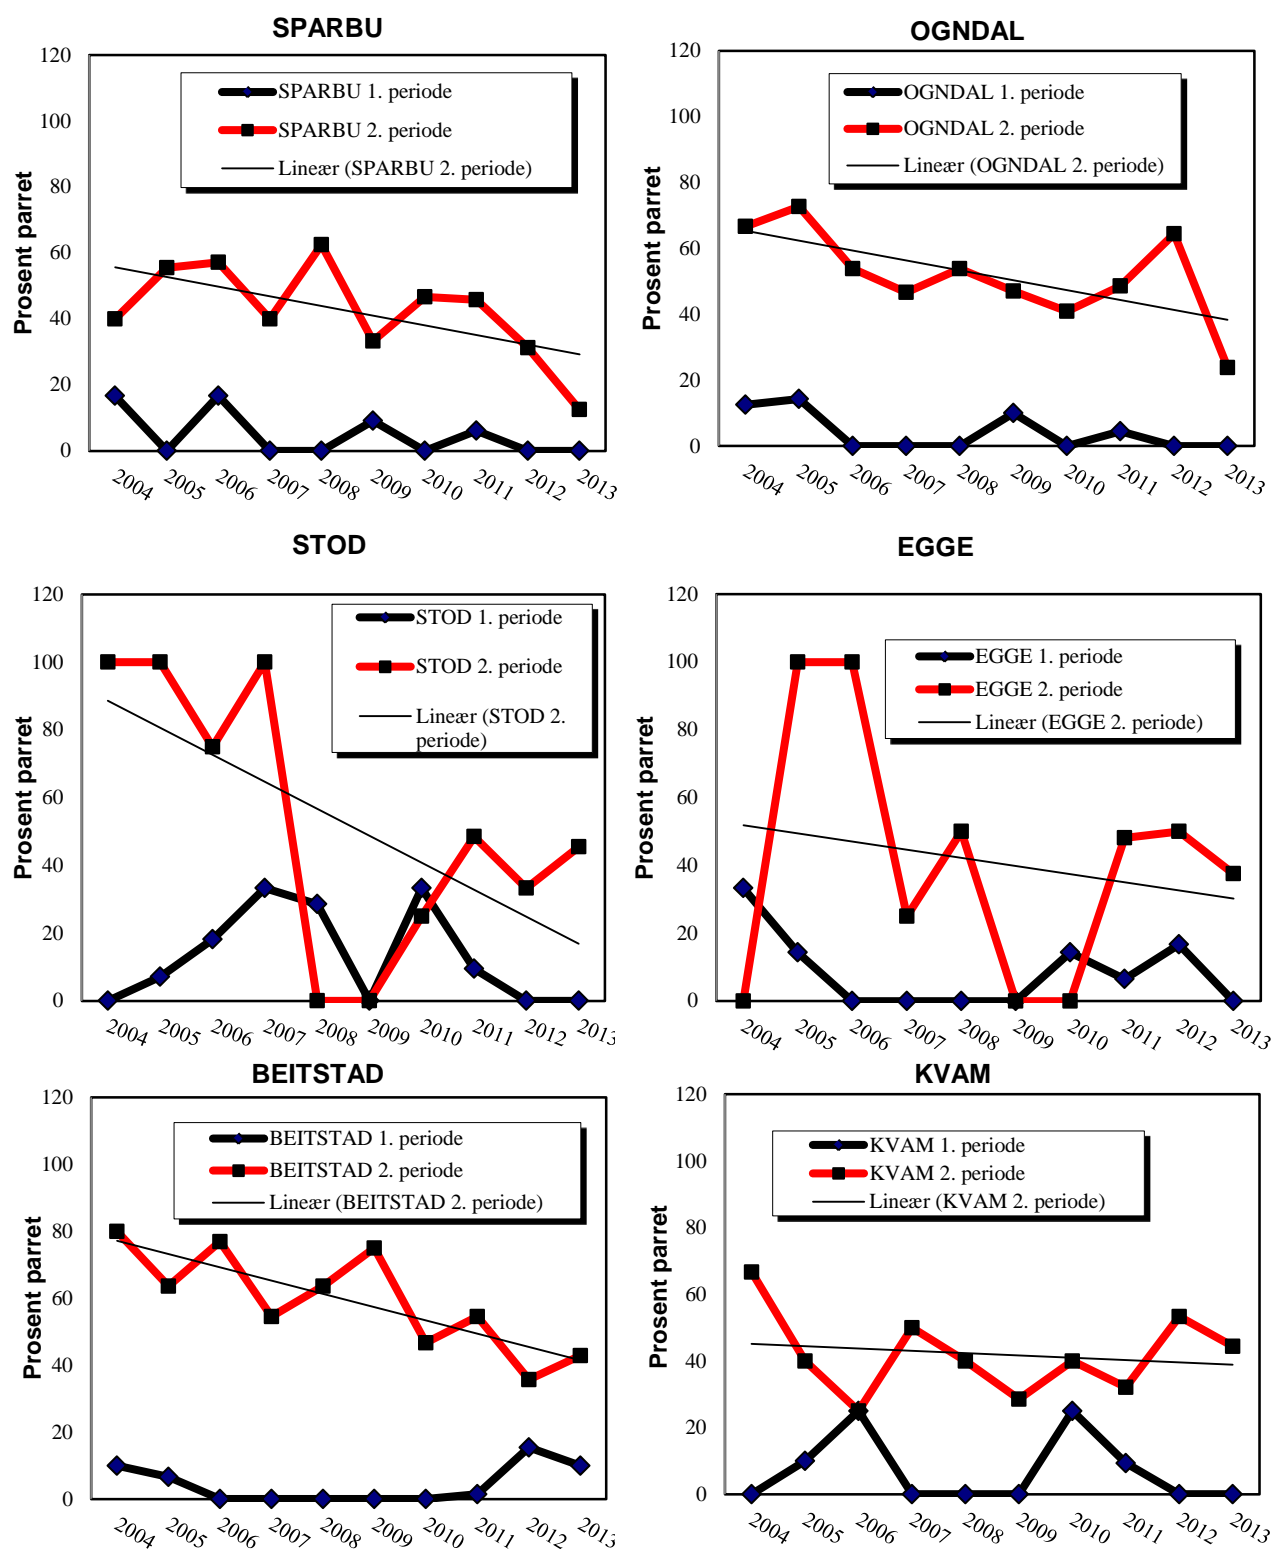 SPARBU
120
100
80
60
40
20
0
Prosent parret
SPARBU 1. periode
SPARBU 2. periode
Lineær (SPARBU 2. periode)
2004 2005 2006 2007 2008 2009 2010 2011 2012 2013
OGNDAL
120
100
80
60
40
20
0
Prosent parret
OGNDAL 1. periode
OGNDAL 2. periode
Lineær (OGNDAL 2. periode)
2004 2005 2006 2007 2008 2009 2010 2011 2012 2013
STOD
120
100
80
60
40
20
0
Prosent parret
STOD 1. periode
STOD 2. periode
Lineær (STOD 2.
periode)
2004 2005 2006 2007 2008 2009 2010 2011 2012 2013
EGGE
120
100
80
60
40
20
0
Prosent parret
EGGE 1. periode
EGGE 2. periode
Lineær (EGGE 2. periode)
2004 2005 2006 2007 2008 2009 2010 2011 2012 2013
BEITSTAD
120
100
80
60
40
20
0
Prosent parret
BEITSTAD 1. periode
BEITSTAD 2. periode
Lineær (BEITSTAD 2. periode)
2004 2005 2006 2007 2008 2009 2010 2011 2012 2013
KVAM
120
100
80
60
40
20
0
Prosent parret
KVAM 1. periode
KVAM 2. periode
Lineær (KVAM 2. periode)
2004 2005 2006 2007 2008 2009 2010 2011 2012 2013